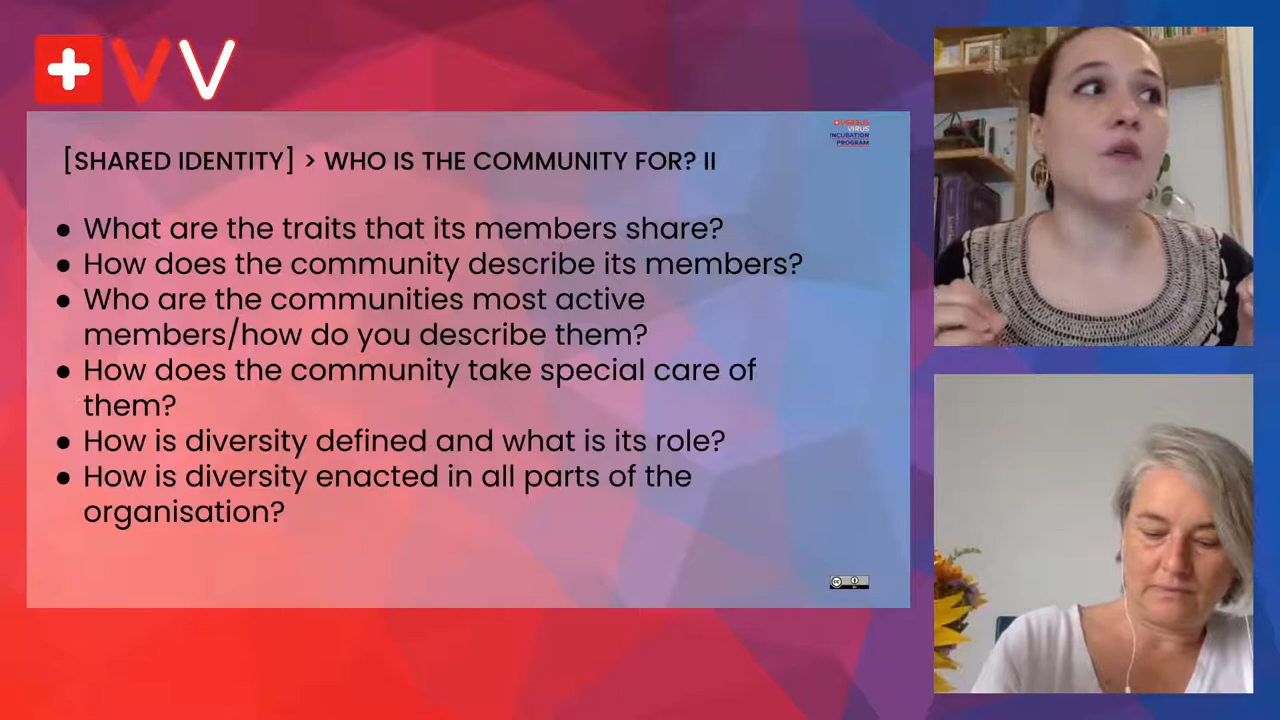 VV
VERSUS
VIRUS
INCUBATION
PROGRAM
[SHARED IDENTITY] > WHO IS THE COMMUNITY FOR? II
● What are the traits that its members share?
● How does the community describe its members?
● Who are the communities most active
members/how do you describe them?
● How does the community take special care of
them?
● How is diversity defined and what is its role?
● How is diversity enacted in all parts of the
organisation?
cc